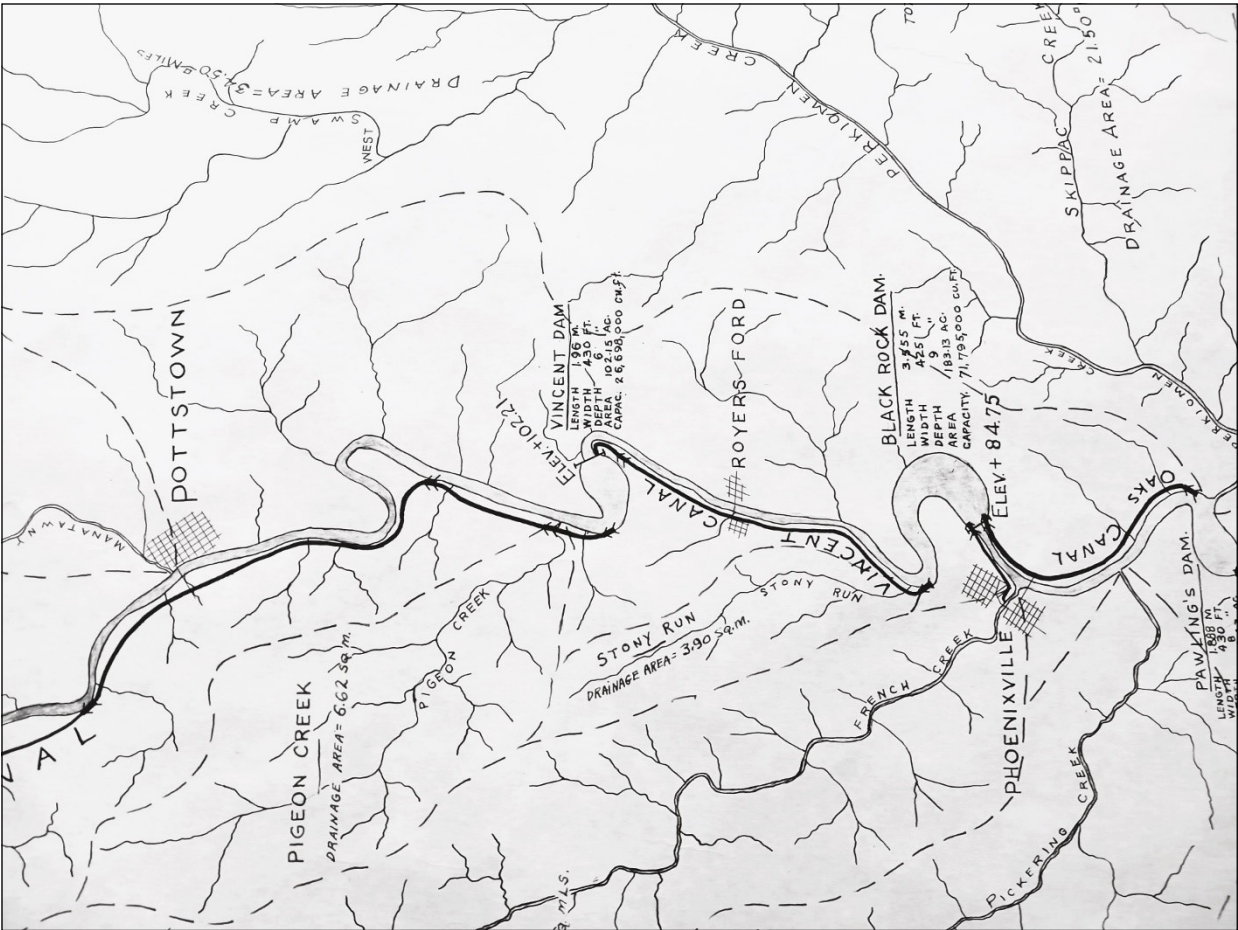 DRAINAGE AREA=34.50 □ MILES
WEST
SWAMP
CREEK
MANATAWNY
POTTSTOWN
ELEV.+102.21
VINCENT DAM
LENGTH 1.96 M.
WIDTH 430 FT.
DEPTH 6 "
AREA 102.15 AC.
CAPAC. 26,698,000 CU.FT.
PERKIOMEN
CREEK
SKIPPAC
CREEK
DRAINAGE AREA= 21.50
ROYERS-FORD
VINCENT
CANAL
BLACK ROCK DAM.
LENGTH 3.555 M.
WIDTH 425 FT.
DEPTH 9 "
AREA 183.13 AC.
CAPACITY 71,795,000 CU.FT.
ELEV.+ 84.75
PERKIOMEN
CREEK
OAKS
CANAL
PIGEON CREEK
DRAINAGE AREA = 6.62 SQ.M.
PIGEON
CREEK
STONY RUN
DRAINAGE AREA= 3.90 SQ.M.
STONY RUN
FRENCH
CREEK
PHOENIXVILLE
PICKERING
CREEK
PAWLING'S DAM.
LENGTH 1.888 M
WIDTH 430 FT.
8 "
MLS.